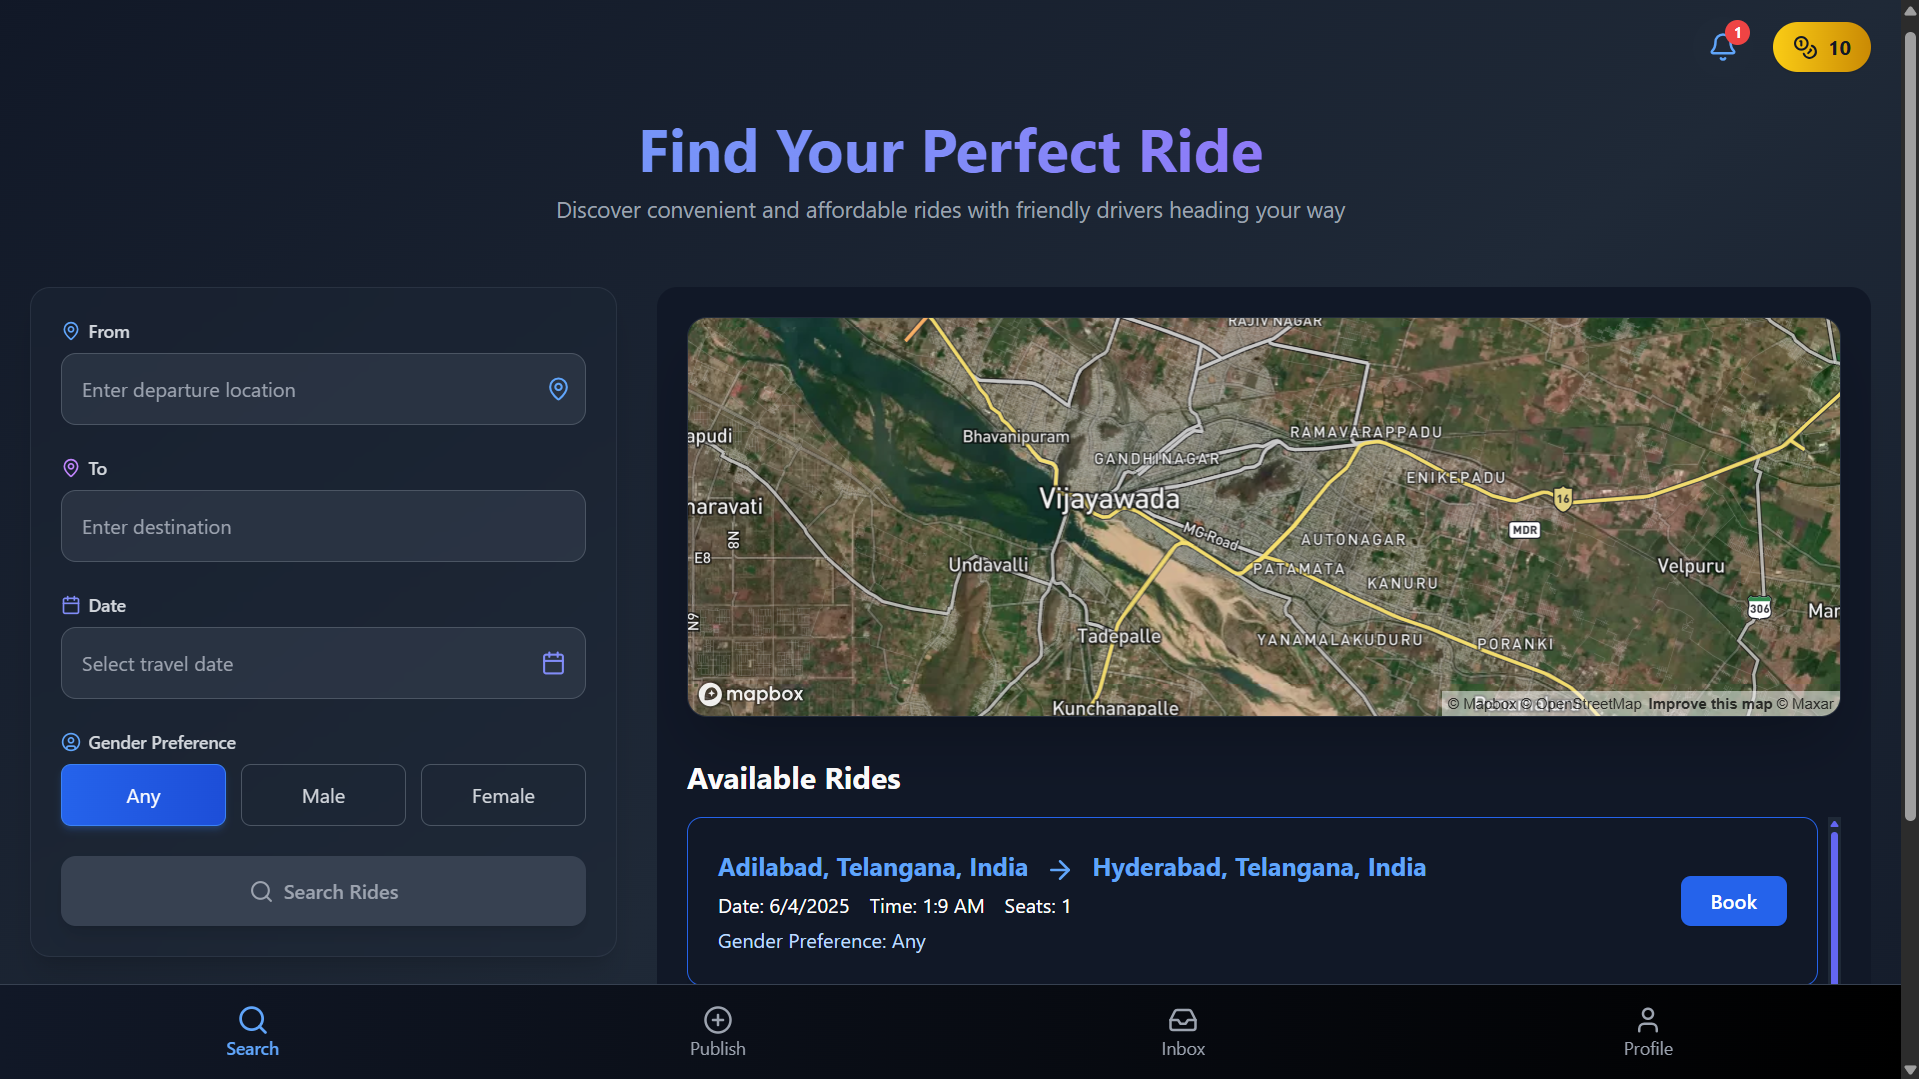 1
10
Find Your Perfect Ride
Discover convenient and affordable rides with friendly drivers heading your way
From
Enter departure location
To
Enter destination
Date
Select travel date
Gender Preference
Any Male Female
Search Rides
RAJIV NAGAR
apudi
Bhavanipuram
RAMAVARAPPADU
GANDHINAGAR
ENIKEPADU
Vijayawada
16
naravati
MG Road
MDR
N8
AUTONAGAR
E8
Undavalli
PATAMATA
Velpuru
KANURU
306
Mar
N9
Tadepalle
YANAMALAKUDURU
PORANKI
mapbox
Kunchanapalle
© Mapbox © OpenStreetMap Improve this map © Maxar
Available Rides
Adilabad, Telangana, India → Hyderabad, Telangana, India
Date: 6/4/2025 Time: 1:9 AM Seats: 1
Gender Preference: Any
Book
Search
Publish
Inbox
Profile